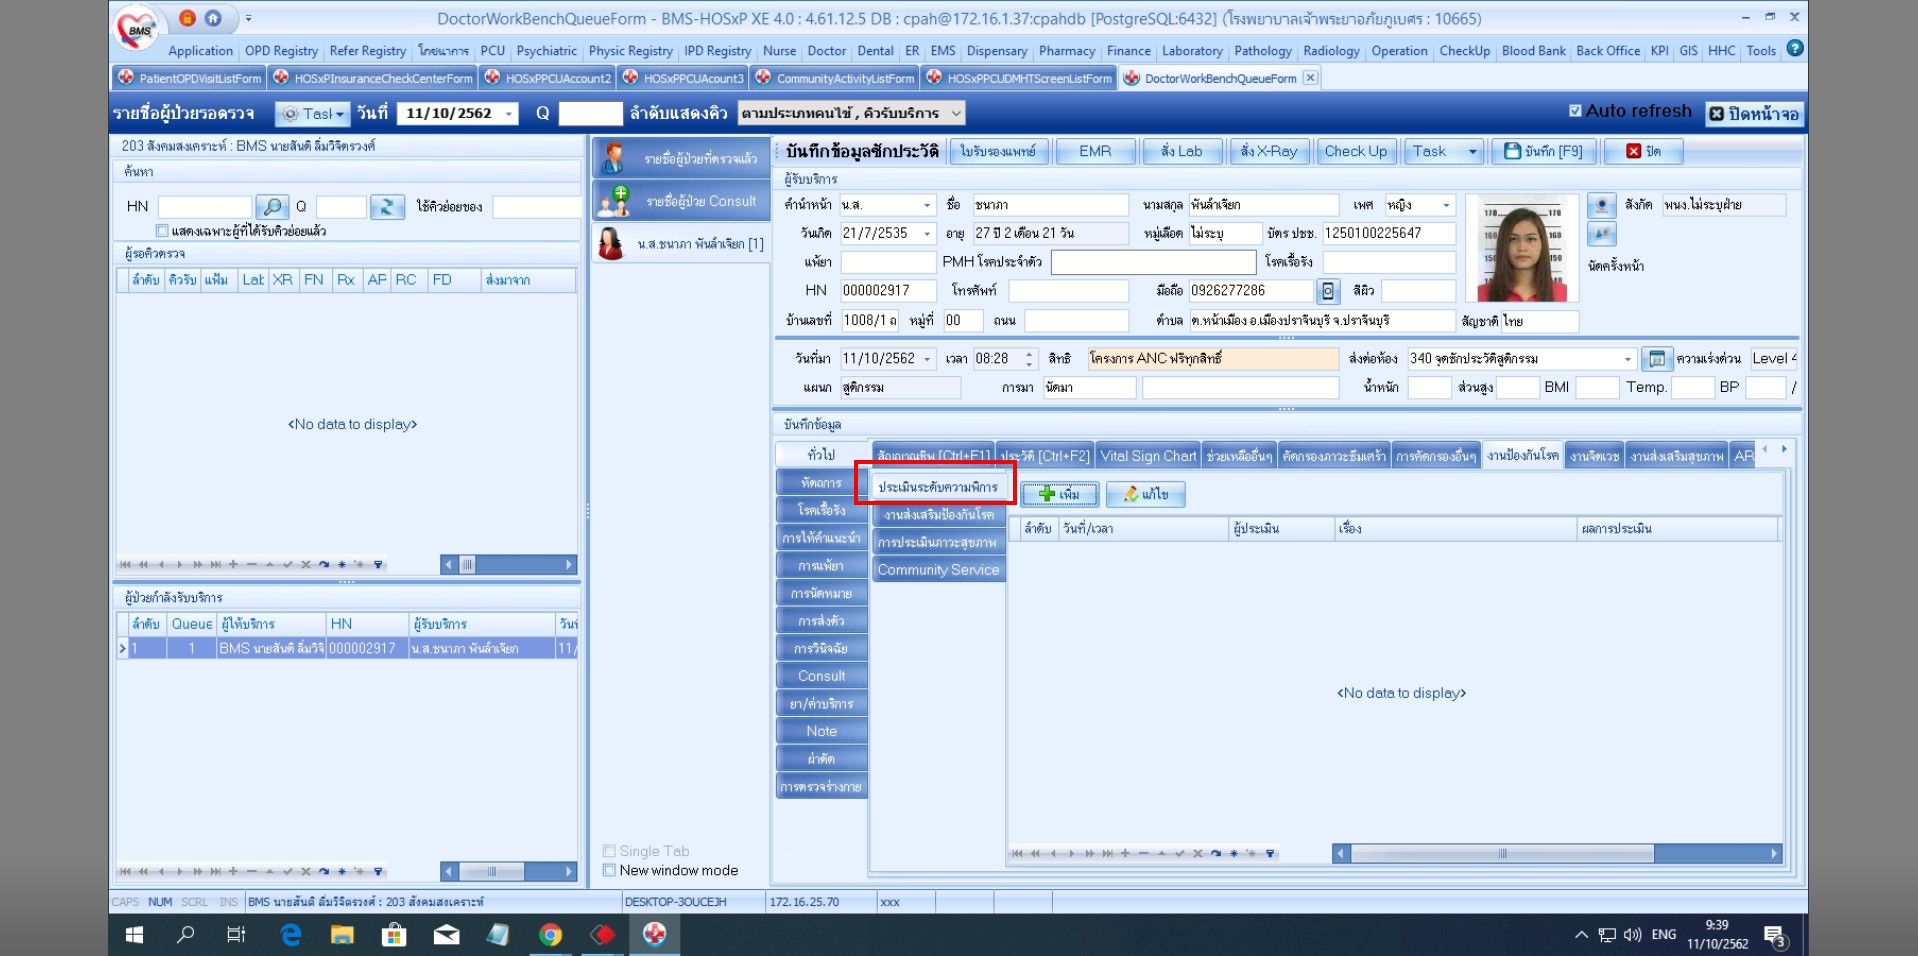 BMS
DoctorWorkBenchQueueForm - BMS-HOSxP XE 4.0 : 4.61.12.5 DB : cpah@172.16.1.37:cpahdb [PostgreSQL:6432] (โรงพยาบาลเจ้าพระยาอภัยภูเบศร : 10665)
Application OPD Registry Refer Registry โภชนาการ PCU Psychiatric Physic Registry IPD Registry Nurse Doctor Dental ER EMS Dispensary Pharmacy Finance Laboratory Pathology Radiology Operation CheckUp Blood Bank Back Office KPI GIS HHC Tools
PatientOPDVisitListForm HOSxPInsuranceCheckCenterForm HOSxPPCUAccount2 HOSxPPCUAcount3 CommunityActivityListForm HOSxPPCUDMHTScreenListForm DoctorWorkBenchQueueForm
รายชื่อผู้ป่วยรอตรวจ Task วันที่ 11/10/2562 Q ลำดับแสดงคิว ตามประเภทคนไข้ , คิวรับบริการ Auto refresh ปิดหน้าจอ
203 สังคมสงเคราะห์ : BMS นายสันติ ลิ่มวิจิตรวงศ์
ค้นหา
HN Q ใช้คิวย่อยของ
แสดงเฉพาะผู้ที่ได้รับคิวย่อยแล้ว
ผู้รอคิวตรวจ
ลำดับ คิวรับ แฟ้ม Lab XR FN Rx AP RC FD ส่งมาจาก
<No data to display>
ผู้ป่วยกำลังรับบริการ
ลำดับ Queue ผู้ให้บริการ HN ผู้รับบริการ
1 1 BMS นายสันติ ลิ่มวิจิ 000002917 น.ส.ชนาภา พันลำเจียก 11/
รายชื่อผู้ป่วยที่ตรวจแล้ว
รายชื่อผู้ป่วย Consult
น.ส.ชนาภา พันลำเจียก [1]
Single Tab
New window mode
บันทึกข้อมูลซักประวัติ ใบรับรองแพทย์ EMR สั่ง Lab สั่ง X-Ray Check Up Task บันทึก [F9] ปิด
ผู้รับบริการ
คำนำหน้า น.ส. ชื่อ ชนาภา นามสกุล พันลำเจียก เพศ หญิง สังกัด พนง.ไม่ระบุฝ่าย
วันเกิด 21/7/2535 อายุ 27 ปี 2 เดือน 21 วัน หมู่เลือด ไม่ระบุ บัตร ปชช. 1250100225647
แพ้ยา PMH โรคประจำตัว โรคเรื้อรัง นัดครั้งหน้า
HN 000002917 โทรศัพท์ มือถือ 0926277286 สีผิว
บ้านเลขที่ 1008/1 ถ หมู่ที่ 00 ถนน ตำบล ต.หน้าเมือง อ.เมืองปราจีนบุรี จ.ปราจีนบุรี สัญชาติ ไทย
วันที่มา 11/10/2562 เวลา 08:28 สิทธิ โครงการ ANC ฟรีทุกสิทธิ์ ส่งต่อห้อง 340 จุดซักประวัติสูติกรรม ความเร่งด่วน Level 4
แผนก สูติกรรม การมา นัดมา น้ำหนัก ส่วนสูง BMI Temp. BP /
บันทึกข้อมูล
ทั่วไป สัญญาณชีพ [Ctrl+F1] ประวัติ [Ctrl+F2] Vital Sign Chart ช่วยเหลืออื่นๆ คัดกรองภาวะซึมเศร้า การคัดกรองอื่นๆ งานป้องกันโรค งานจิตเวช งานส่งเสริมสุขภาพ AR
หัตถการ
โรคเรื้อรัง
การให้คำแนะนำ
การแพ้ยา
การนัดหมาย
การส่งตัว
การวินิจฉัย
Consult
ยา/ค่าบริการ
Note
ผ่าตัด
การตรวจร่างกาย
ประเมินระดับความพิการ
งานส่งเสริมป้องกันโรค
การประเมินภาวะสุขภาพ
Community Service
เพิ่ม แก้ไข
ลำดับ วันที่/เวลา ผู้ประเมิน เรื่อง ผลการประเมิน
<No data to display>
CAPS NUM SCRL INS BMS นายสันติ ลิ่มวิจิตรวงศ์ : 203 สังคมสงเคราะห์ DESKTOP-3OUCEJH 172.16.25.70 xxx
ENG
9:39
11/10/2562
3